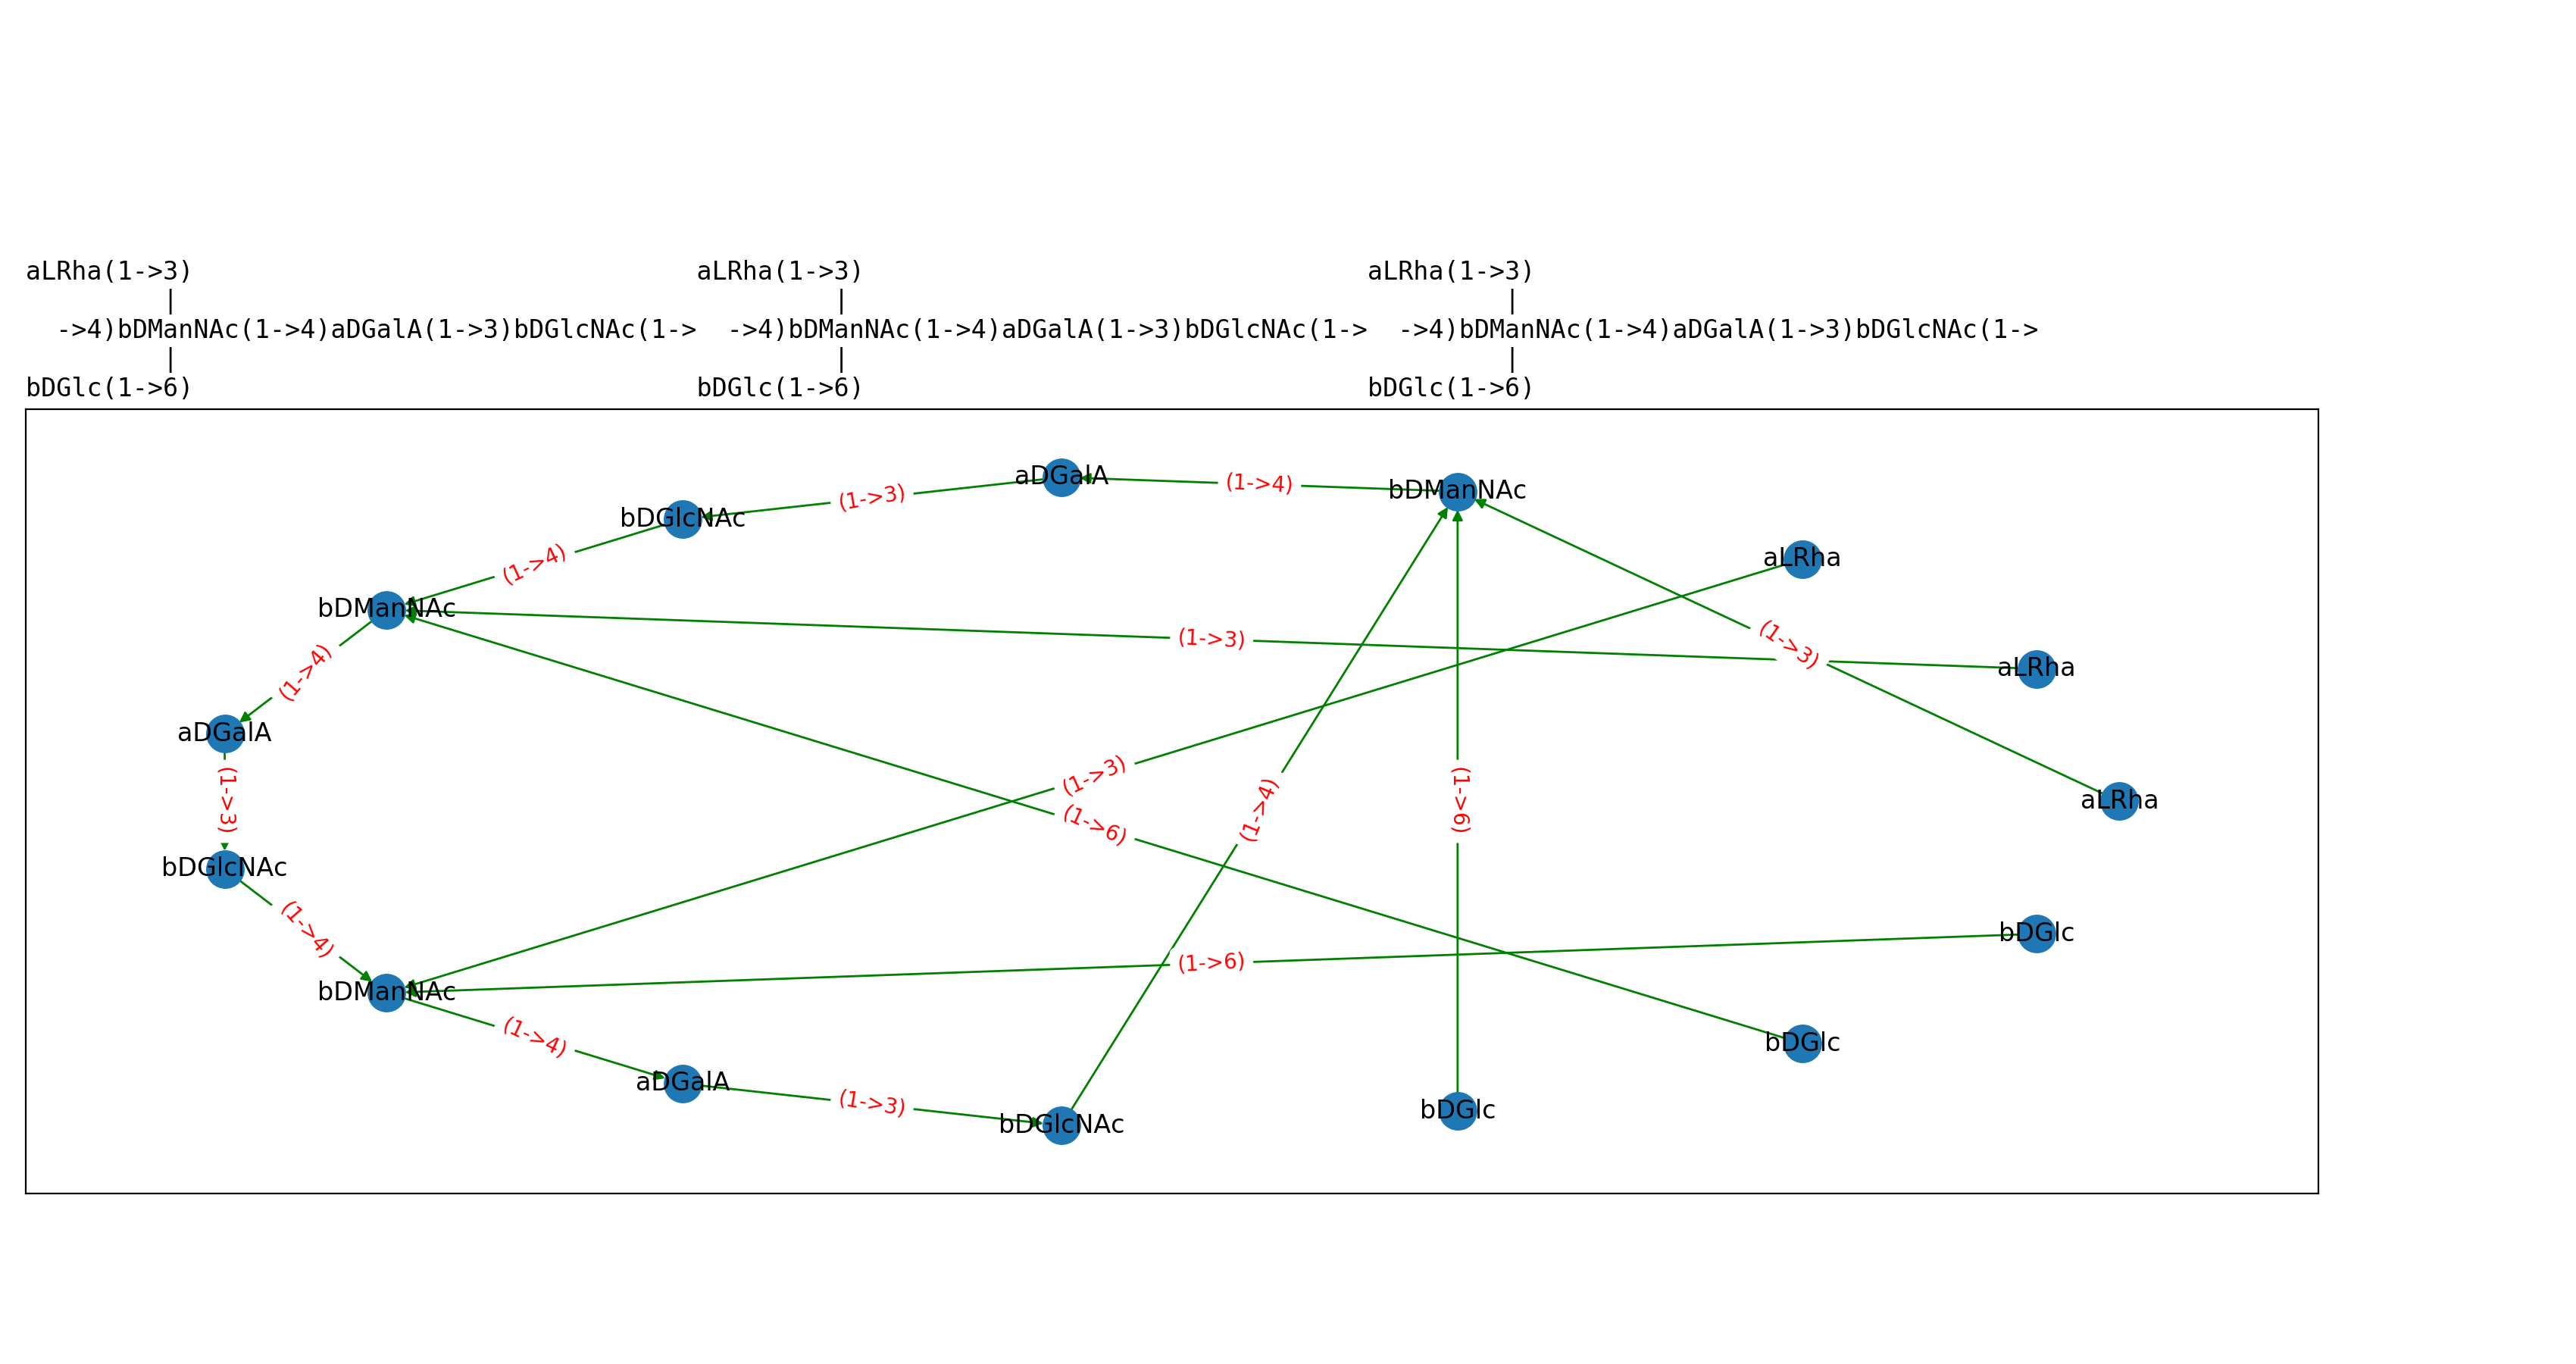 aLRha(1->3) aLRha(1->3) aLRha(1->3)
| | |
->4)bDManNAc(1->4)aDGalA(1->3)bDGlcNAc(1-> ->4)bDManNAc(1->4)aDGalA(1->3)bDGlcNAc(1-> ->4)bDManNAc(1->4)aDGalA(1->3)bDGlcNAc(1->
| | |
bDGlc(1->6) bDGlc(1->6) bDGlc(1->6)
aDGalA
(1->4)
bDManNAc
(1->3)
bDGlcNAc
(1->4)
aLRha
bDManNAc
(1->3)
(1->3)
aLRha
(1->4)
aDGalA
(1->3)
(1->3)
(1->6)
(1->4)
(1->6)
aLRha
bDGlcNAc
(1->4)
bDGlc
(1->6)
bDManNAc
(1->4)
bDGlc
aDGalA
(1->3)
bDGlcNAc
bDGlc